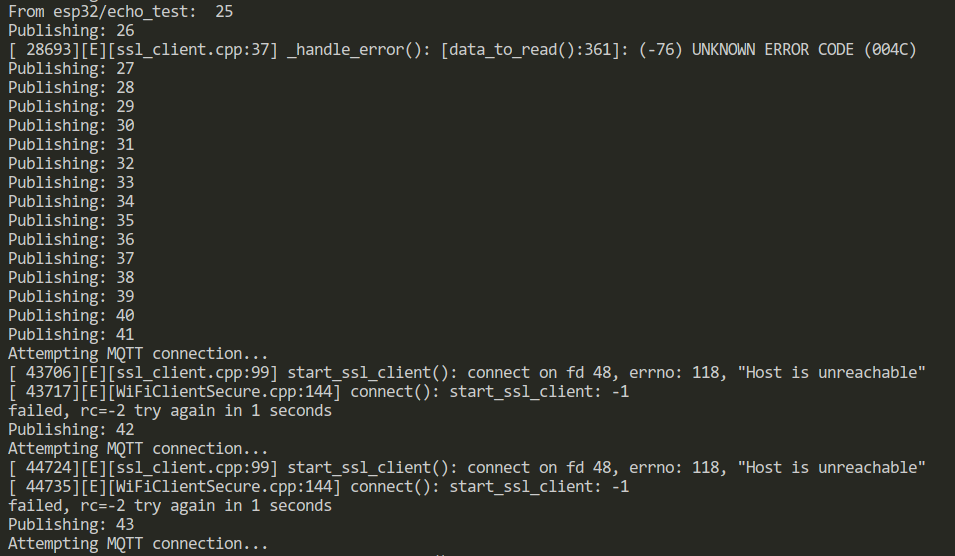 From esp32/echo_test:  25
Publishing: 26
[ 28693][E][ssl_client.cpp:37] _handle_error(): [data_to_read():361]: (-76) UNKNOWN ERROR CODE (004C)
Publishing: 27
Publishing: 28
Publishing: 29
Publishing: 30
Publishing: 31
Publishing: 32
Publishing: 33
Publishing: 34
Publishing: 35
Publishing: 36
Publishing: 37
Publishing: 38
Publishing: 39
Publishing: 40
Publishing: 41
Attempting MQTT connection...
[ 43706][E][ssl_client.cpp:99] start_ssl_client(): connect on fd 48, errno: 118, "Host is unreachable"
[ 43717][E][WiFiClientSecure.cpp:144] connect(): start_ssl_client: -1
failed, rc=-2 try again in 1 seconds
Publishing: 42
Attempting MQTT connection...
[ 44724][E][ssl_client.cpp:99] start_ssl_client(): connect on fd 48, errno: 118, "Host is unreachable"
[ 44735][E][WiFiClientSecure.cpp:144] connect(): start_ssl_client: -1
failed, rc=-2 try again in 1 seconds
Publishing: 43
Attempting MQTT connection...